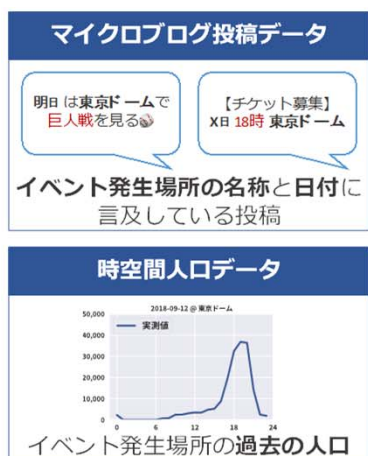 マイクロブログ投稿データ
明日は東京ドームで
巨人戦を見る⚾
【チケット募集】
X日 18時 東京ドーム
イベント発生場所の名称と日付に
言及している投稿
時空間人口データ
2018-09-12 @ 東京ドーム
実測値
50,000
40,000
30,000
20,000
10,000
0
0 6 12 18 24
イベント発生場所の過去の人口